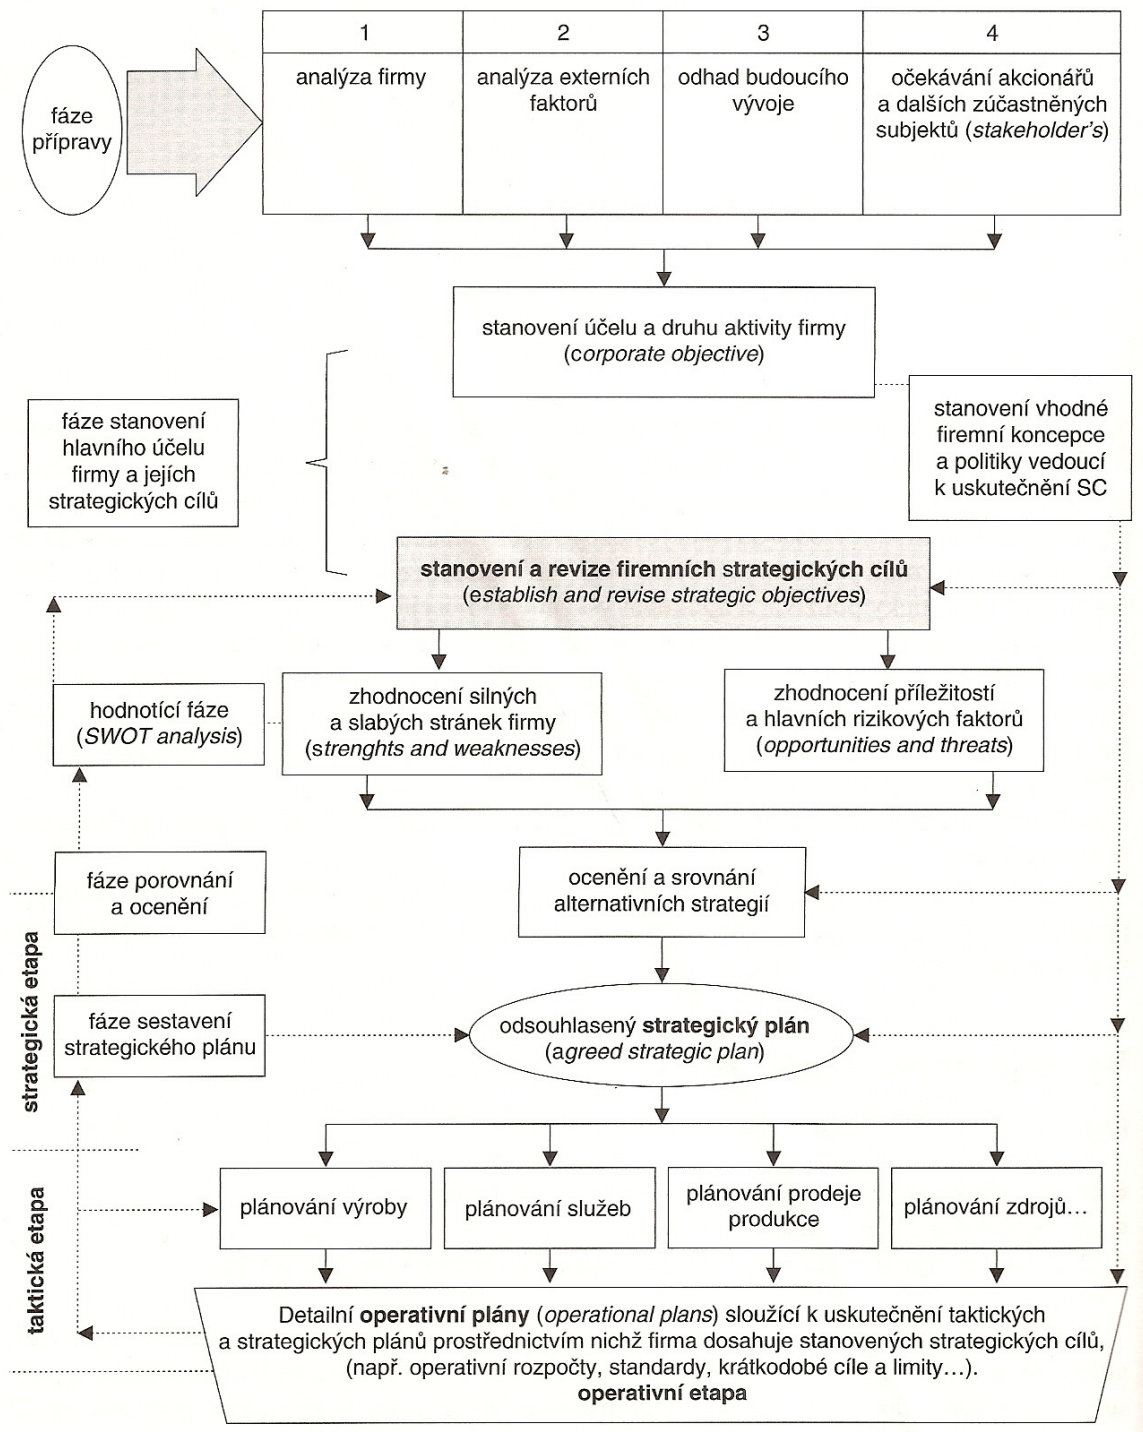 fáze
přípravy
1
analýza firmy
2
analýza externích
faktorů
3
odhad budoucího
vývoje
4
očekávání akcionářů
a dalších zúčastněných
subjektů (stakeholder's)
stanovení účelu a druhu aktivity firmy
(corporate objective)
fáze stanovení
hlavního účelu
firmy a jejích
strategických cílů
stanovení vhodné
firemní koncepce
a politiky vedoucí
k uskutečnění SC
stanovení a revize firemních strategických cílů
(establish and revise strategic objectives)
hodnotící fáze
(SWOT analysis)
zhodnocení silných
a slabých stránek firmy
(strenghts and weaknesses)
zhodnocení příležitostí
a hlavních rizikových faktorů
(opportunities and threats)
fáze porovnání
a ocenění
ocenění a srovnání
alternativních strategií
strategická etapa
fáze sestavení
strategického plánu
odsouhlasený strategický plán
(agreed strategic plan)
taktická etapa
plánování výroby
plánování služeb
plánování prodeje
produkce
plánování zdrojů...
Detailní operativní plány (operational plans) sloužící k uskutečnění taktických
a strategických plánů prostřednictvím nichž firma dosahuje stanovených strategických cílů,
(např. operativní rozpočty, standardy, krátkodobé cíle a limity...).
operativní etapa